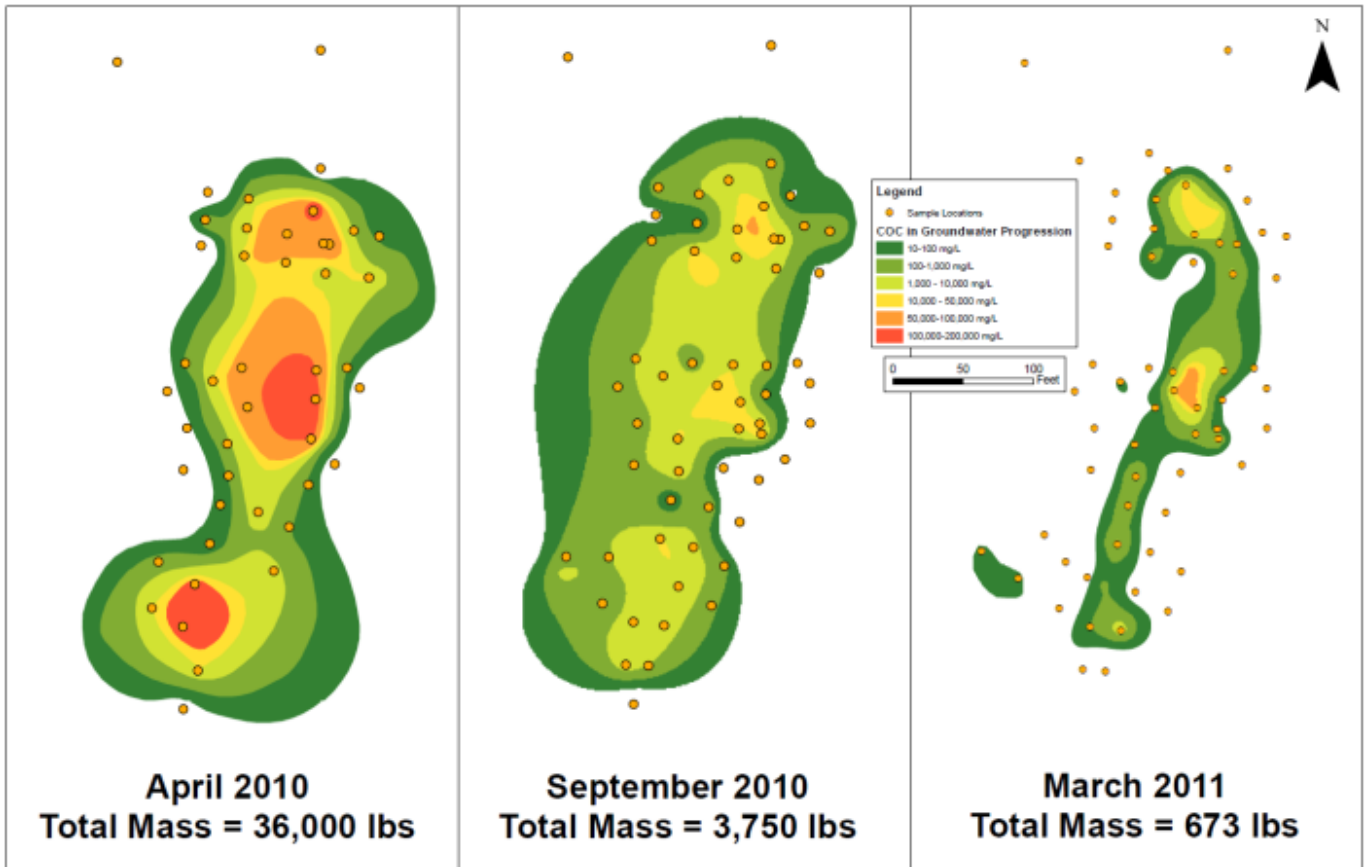 N
Legend
Sample Locations
COC in Groundwater Progression
10-100 mg/L
100-1,000 mg/L
1,000 - 10,000 mg/L
10,000 - 50,000 mg/L
50,000-100,000 mg/L
100,000-200,000 mg/L
0 50 100
Feet
April 2010
Total Mass = 36,000 lbs
September 2010
Total Mass = 3,750 lbs
March 2011
Total Mass = 673 lbs